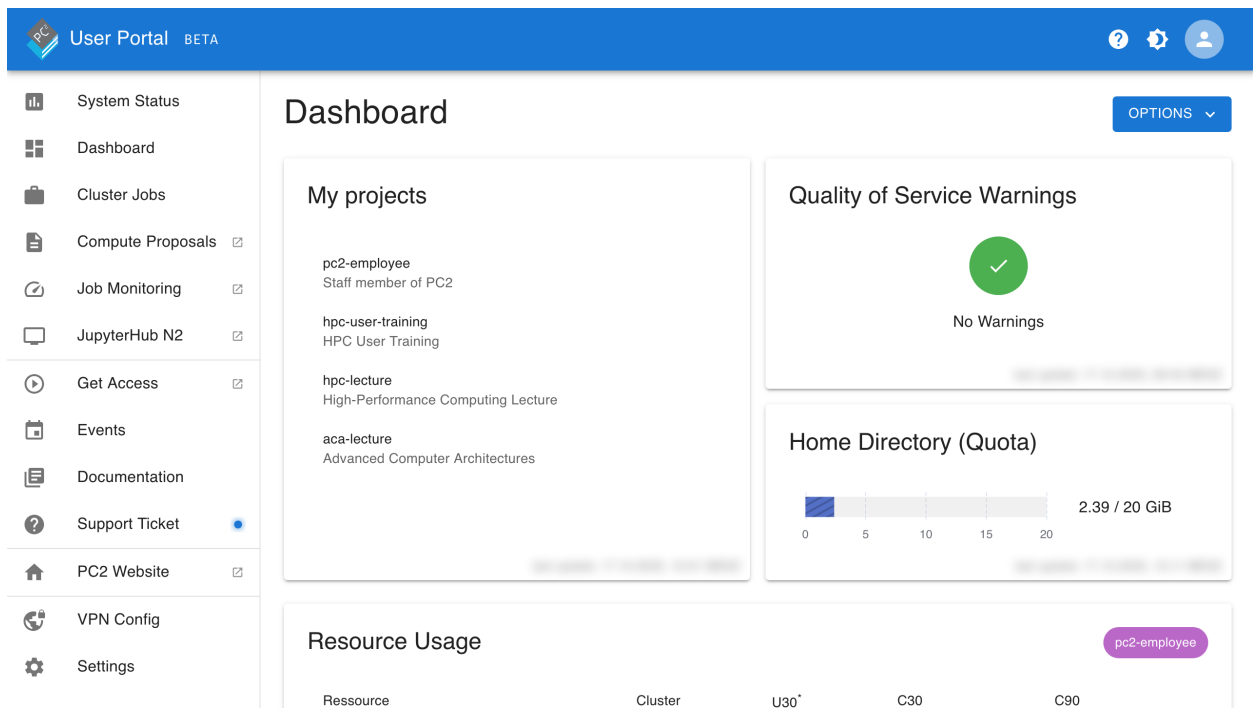 PC²
User Portal BETA
OPTIONS
System Status
Dashboard
Cluster Jobs
Compute Proposals
Job Monitoring
JupyterHub N2
Get Access
Events
Documentation
Support Ticket
PC2 Website
VPN Config
Settings
Dashboard
My projects
pc2-employee
Staff member of PC2
hpc-user-training
HPC User Training
hpc-lecture
High-Performance Computing Lecture
aca-lecture
Advanced Computer Architectures
Quality of Service Warnings
No Warnings
Home Directory (Quota)
2.39 / 20 GiB
0 5 10 15 20
Resource Usage
pc2-employee
Ressource Cluster U30* C30 C90